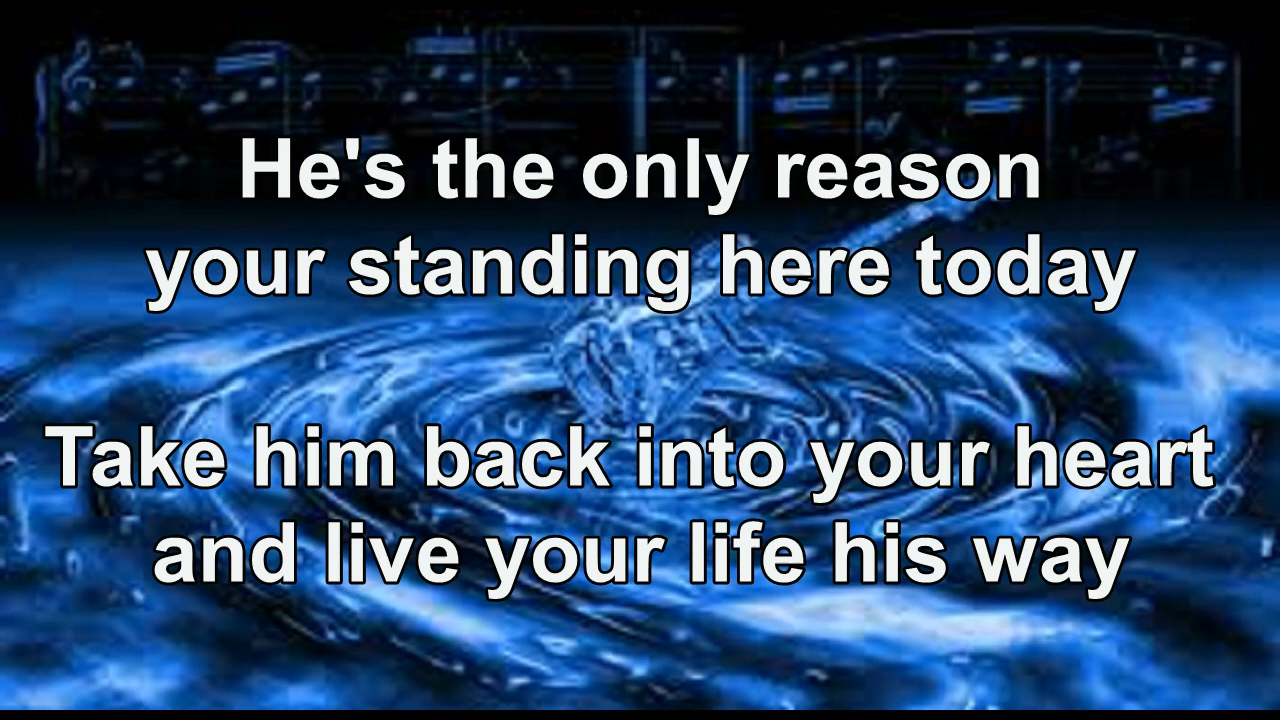 He's the only reason
your standing here today
Take him back into your heart
and live your life his way